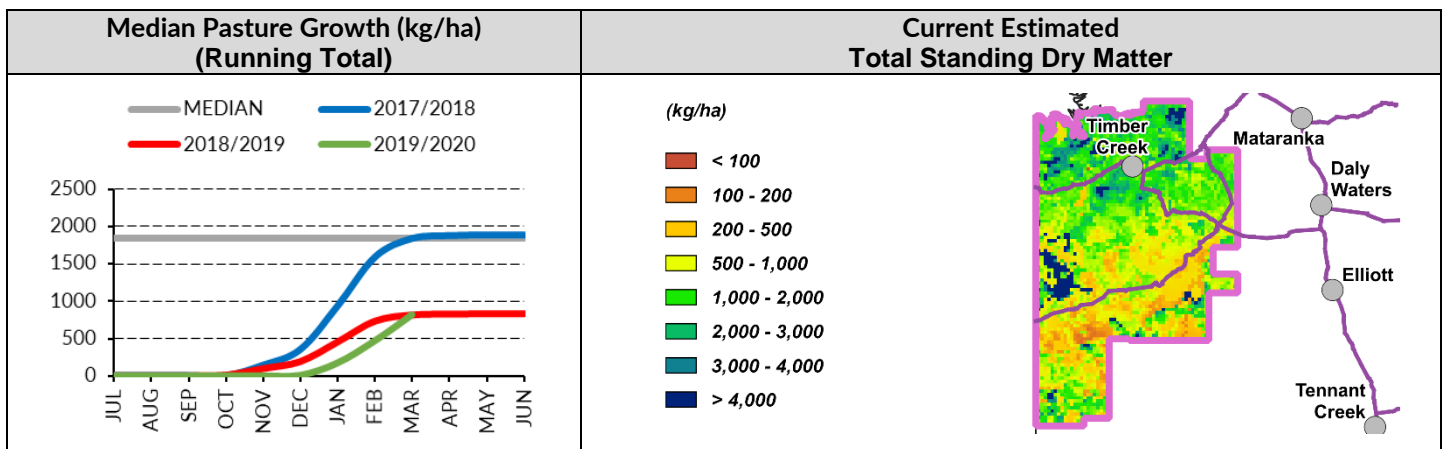 Median Pasture Growth (kg/ha)
(Running Total)
Current Estimated
Total Standing Dry Matter
MEDIAN
2017/2018
2018/2019
2019/2020
2500
2000
1500
1000
500
0
JUL
AUG
SEP
OCT
NOV
DEC
JAN
FEB
MAR
APR
MAY
JUN
(kg/ha)
< 100
100 - 200
200 - 500
500 - 1,000
1,000 - 2,000
2,000 - 3,000
3,000 - 4,000
> 4,000
Timber
Creek
Mataranka
Daly
Waters
Elliott
Tennant
Creek